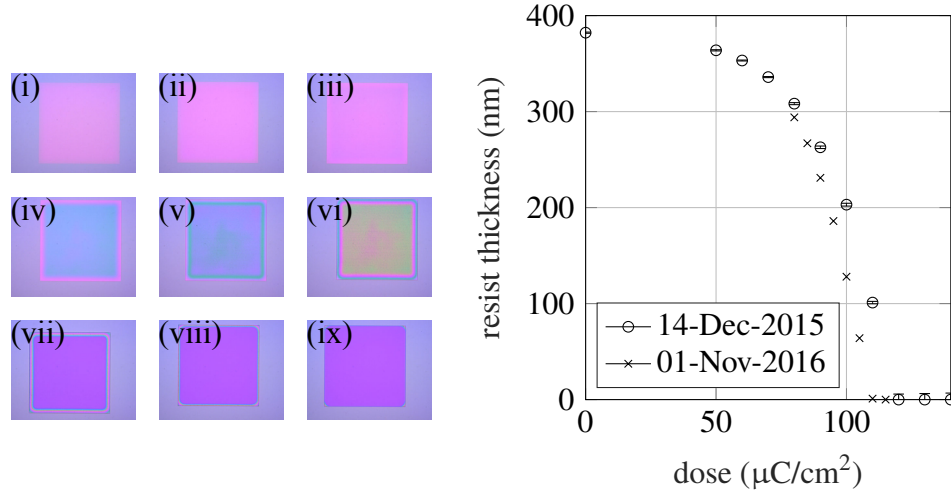 (i) (ii) (iii)
(iv) (v) (vi)
(vii) (viii) (ix)
400
300
200
100
0
resist thickness (nm)
14-Dec-2015
01-Nov-2016
0 50 100
dose (μC/cm²)